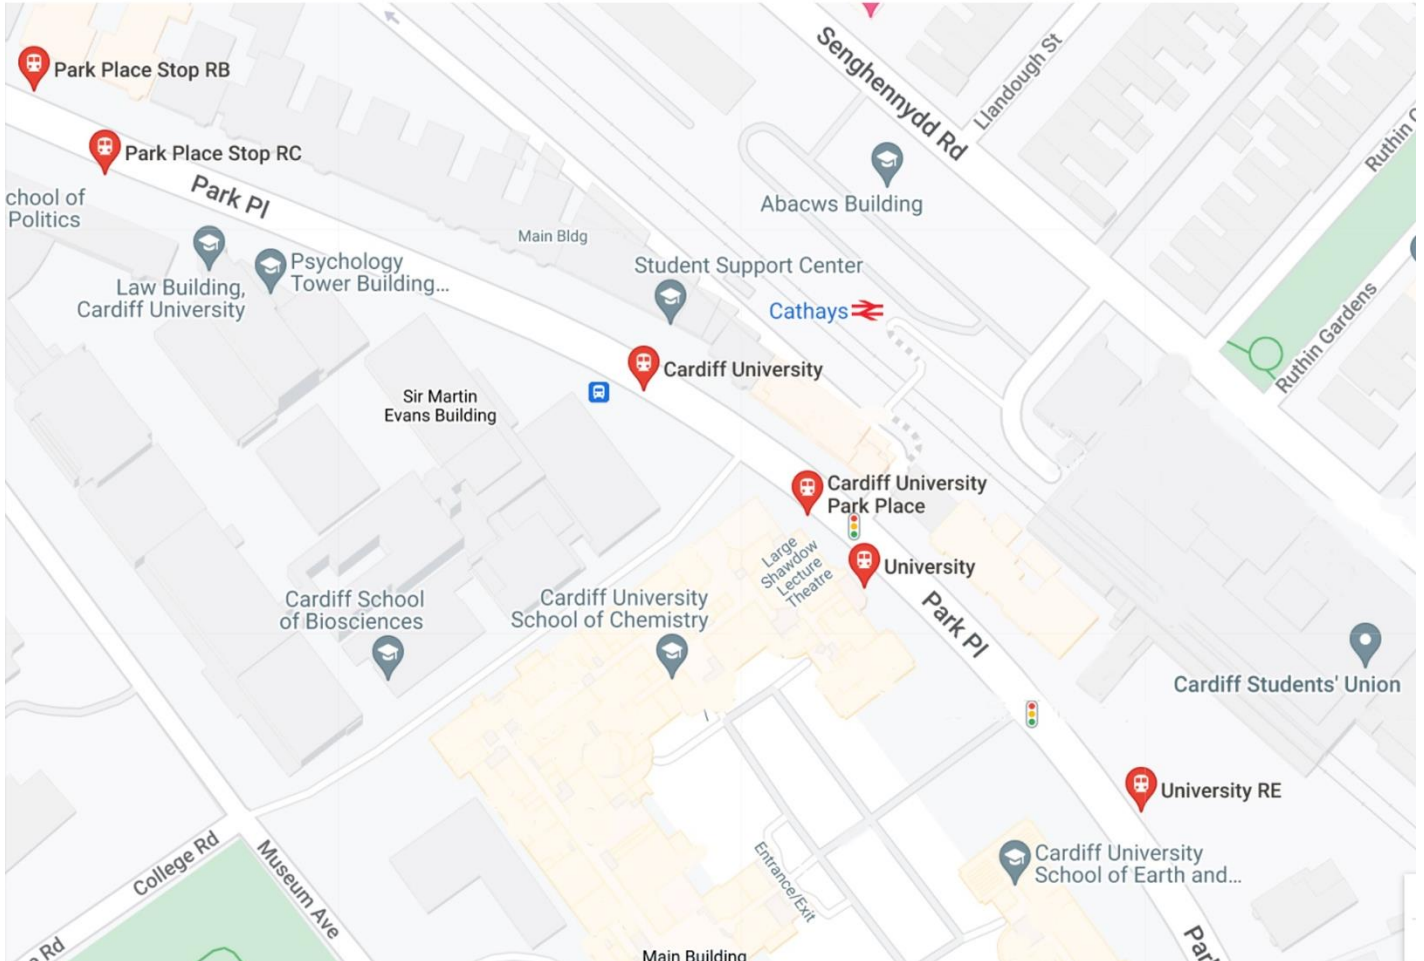 Park Place Stop RB
Park Place Stop RC
Park Pl
chool of
Politics
Law Building,
Cardiff University
Psychology
Tower Building...
Main Bldg
Senghennydd Rd
Llandough St
Ruthin
Abacws Building
Student Support Center
Cathays
Ruthin Gardens
Cardiff University
Sir Martin
Evans Building
Cardiff University
Park Place
Large
Shawdow
Lecture
Theatre
University
Park Pl
Cardiff School
of Biosciences
Cardiff University
School of Chemistry
Cardiff Students' Union
University RE
College Rd
Museum Ave
Rd
Entrance/Exit
Cardiff University
School of Earth and...
Main Building